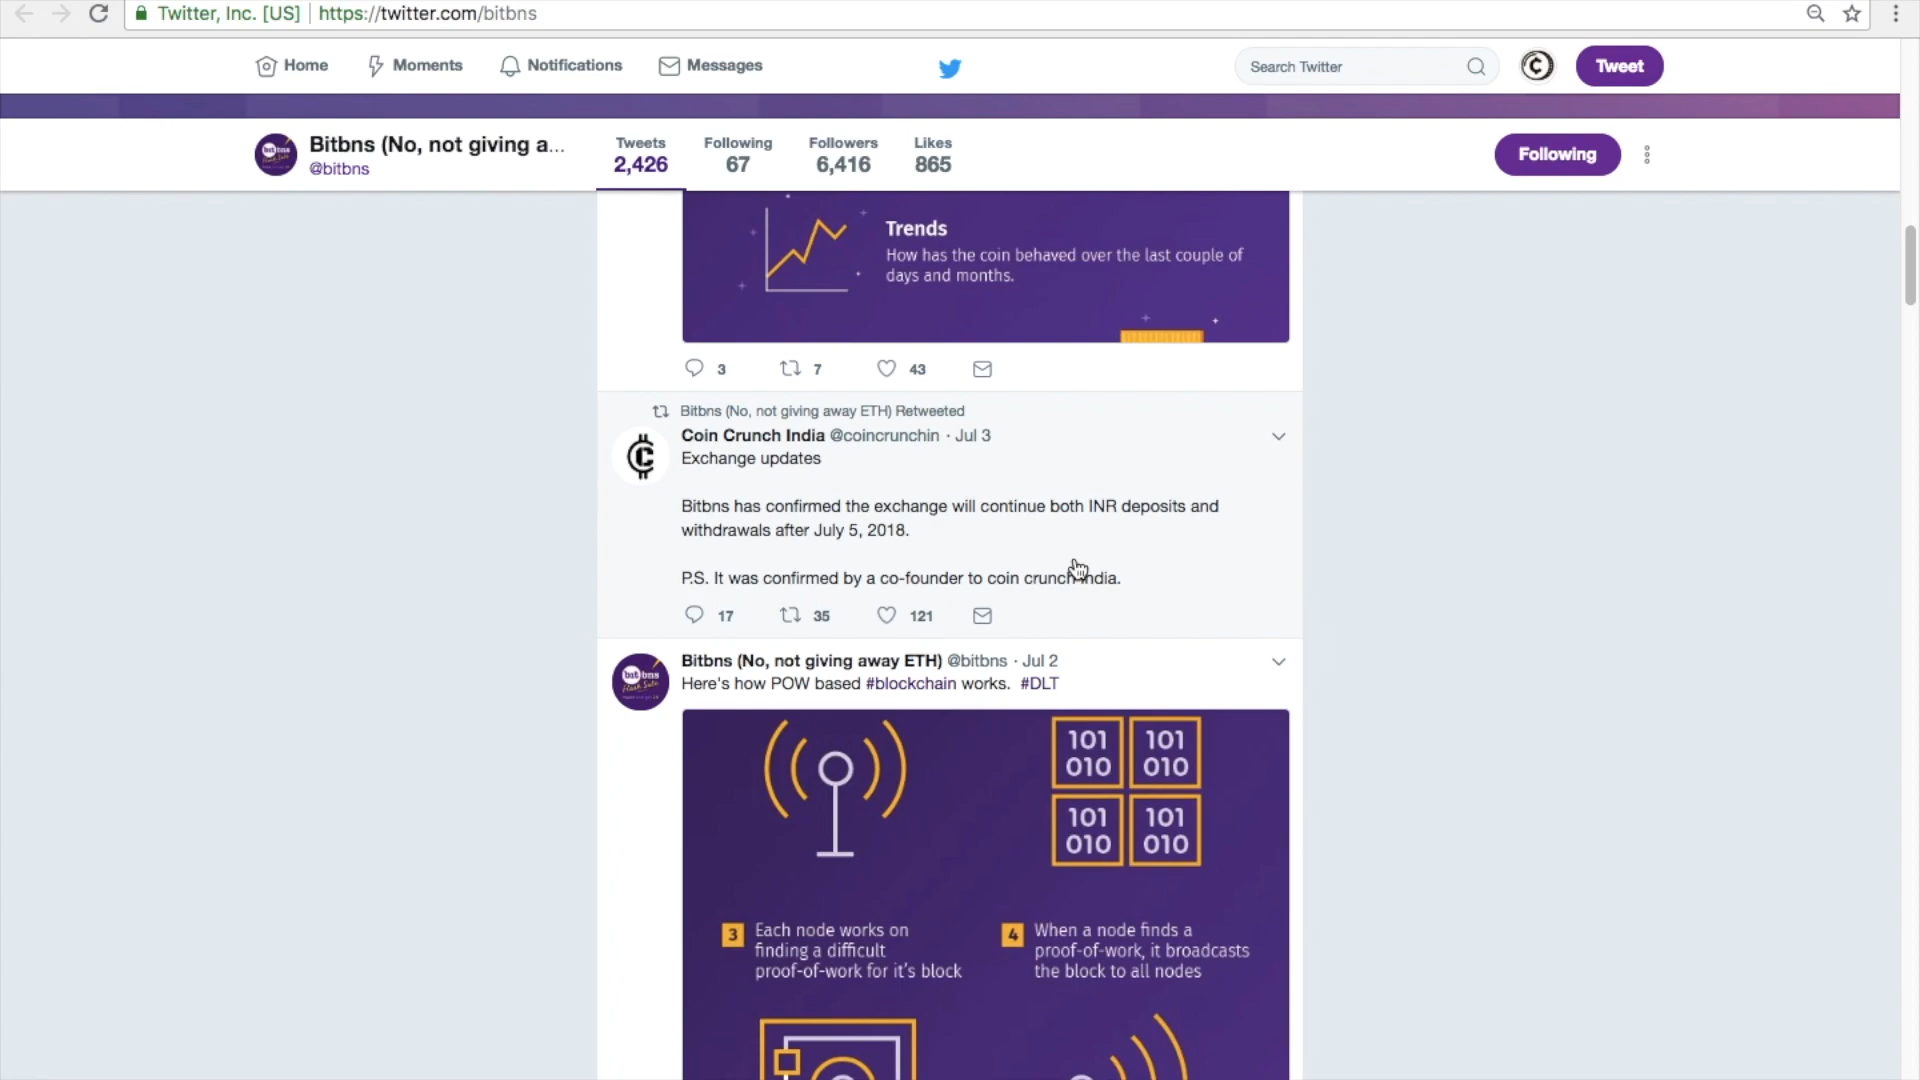 Twitter, Inc. [US] | https://twitter.com/bitbns
Home Moments Notifications Messages Search Twitter Tweet
Bitbns (No, not giving a...
@bitbns
Tweets Following Followers Likes
2,426 67 6,416 865
Following
Trends
How has the coin behaved over the last couple of
days and months.
3 7 43
Bitbns (No, not giving away ETH) Retweeted
Coin Crunch India @coincrunchin · Jul 3
Exchange updates
Bitbns has confirmed the exchange will continue both INR deposits and
withdrawals after July 5, 2018.
P.S. It was confirmed by a co-founder to coin crunch india.
17 35 121
Bitbns (No, not giving away ETH) @bitbns · Jul 2
Here's how POW based #blockchain works. #DLT
101 101
010 010
101 101
010 010
3 Each node works on
finding a difficult
proof-of-work for it's block
4 When a node finds a
proof-of-work, it broadcasts
the block to all nodes